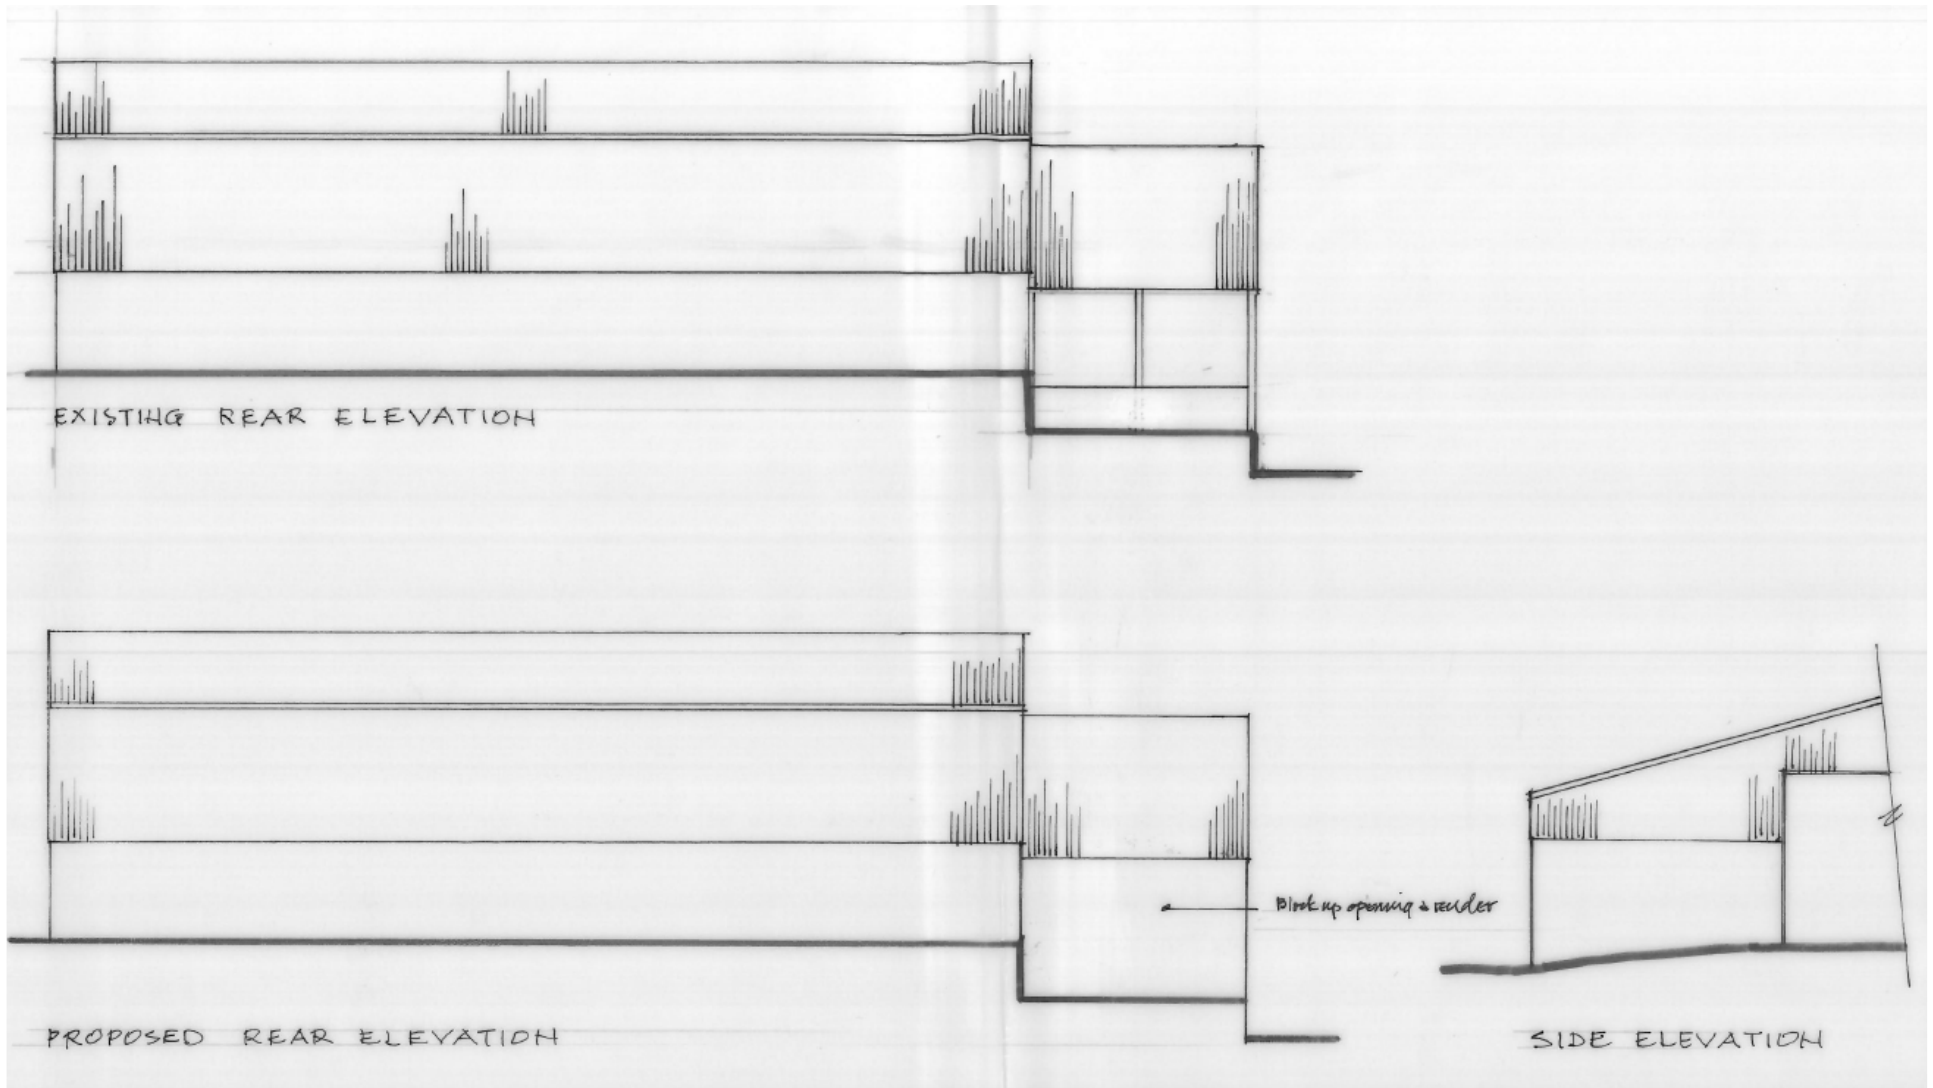 EXISTING REAR ELEVATION
Block up opening & render
PROPOSED REAR ELEVATION
SIDE ELEVATION